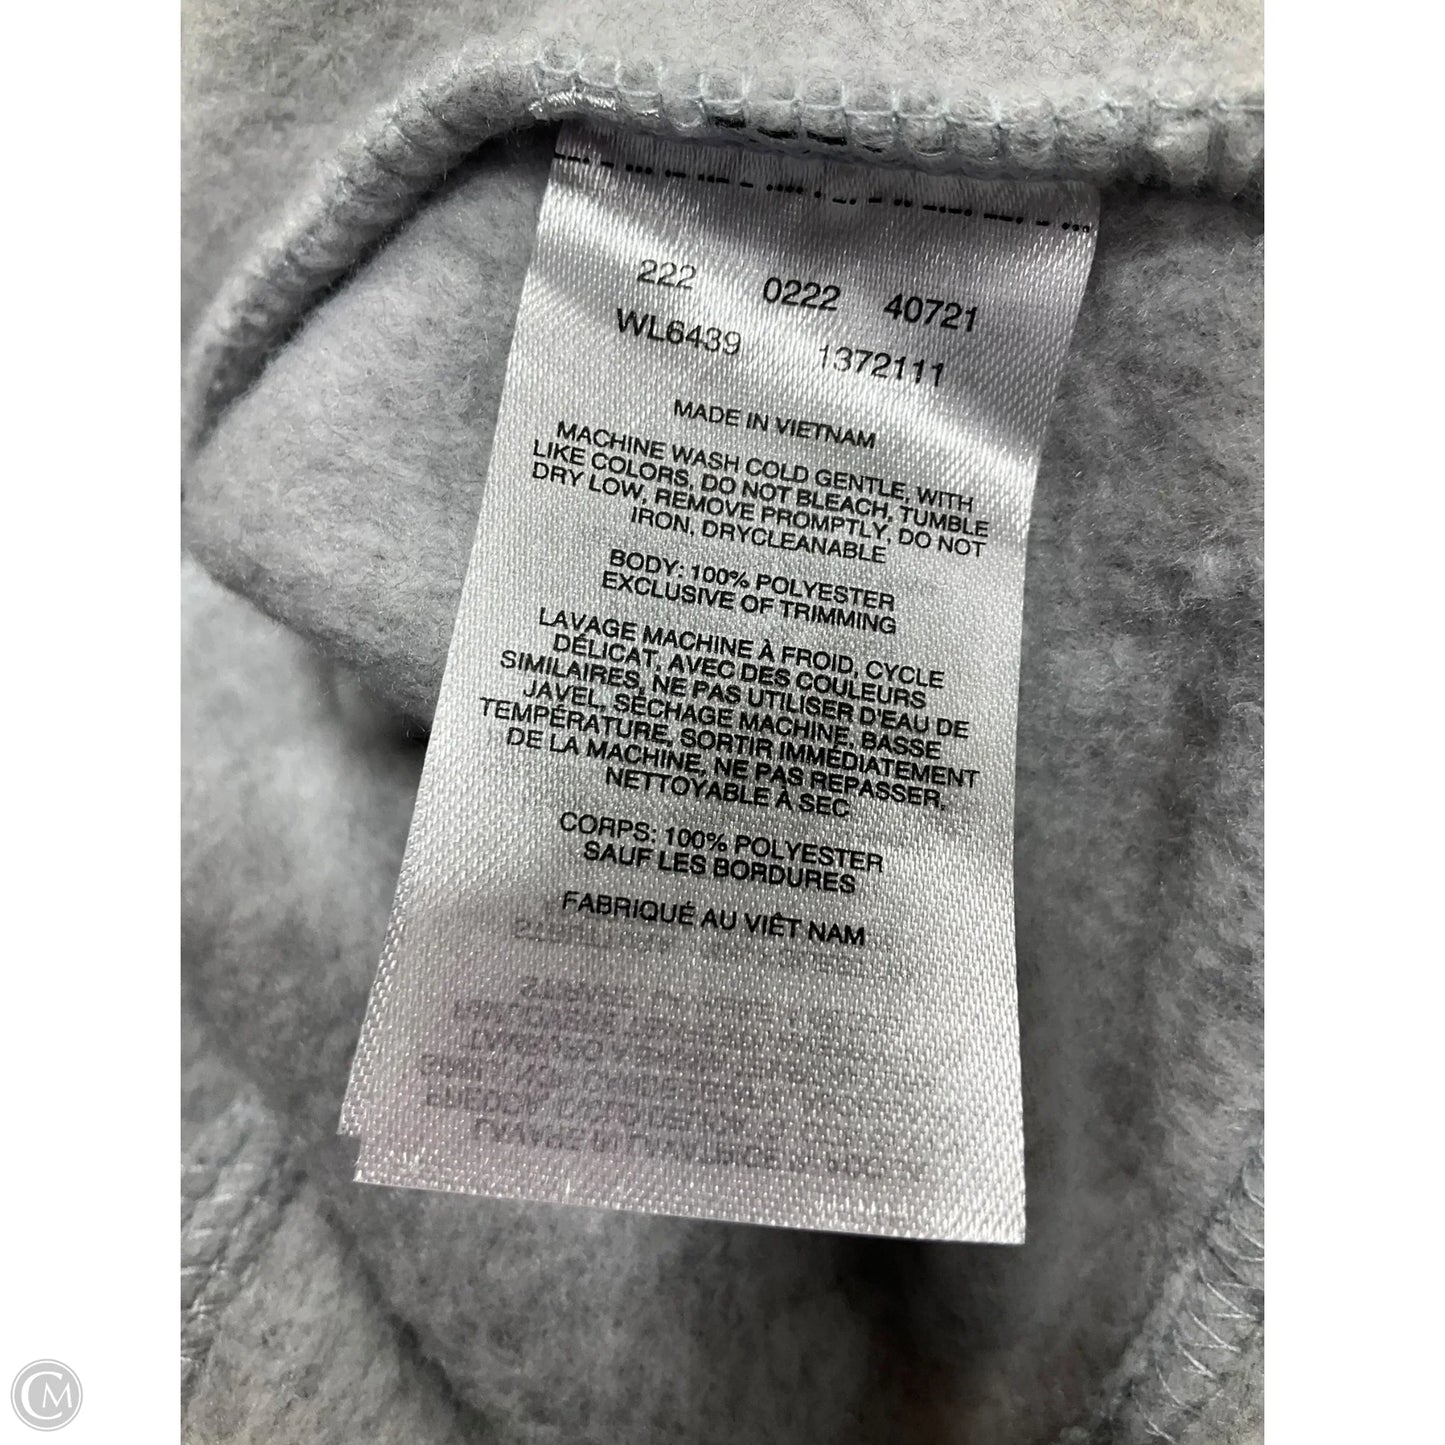 222 0222 40721
WL6439 1372111
MADE IN VIETNAM
MACHINE WASH COLD GENTLE, WITH
LIKE COLORS, DO NOT BLEACH, TUMBLE
DRY LOW, REMOVE PROMPTLY, DO NOT
IRON, DRYCLEANABLE
BODY: 100% POLYESTER
EXCLUSIVE OF TRIMMING
LAVAGE MACHINE À FROID, CYCLE
DÉLICAT, AVEC DES COULEURS
SIMILAIRES, NE PAS UTILISER D'EAU DE
JAVEL, SÉCHAGE MACHINE, BASSE
TEMPÉRATURE, SORTIR IMMÉDIATEMENT
DE LA MACHINE, NE PAS REPASSER,
NETTOYABLE À SEC
CORPS: 100% POLYESTER
SAUF LES BORDURES
FABRIQUÉ AU VIÊT NAM
CM